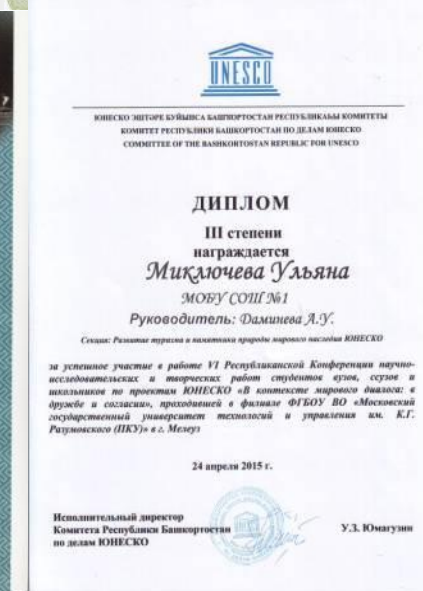 UNESCO
ЮНЕСКО ЭШТӘРЕ БУЙЫНСА БАШҠОРТОСТАН РЕСПУБЛИКАҺЫ КОМИТЕТЫ
КОМИТЕТ РЕСПУБЛИКИ БАШКОРТОСТАН ПО ДЕЛАМ ЮНЕСКО
COMMITTEE OF THE BASHKORTOSTAN REPUBLIC FOR UNESCO
ДИПЛОМ
III степени
награждается
Миключева Ульяна
МОБУ СОШ №1
Руководитель: Даминева А.У.
Секция: Развитие туризма и памятники природы мирового наследия ЮНЕСКО
за успешное участие в работе VI Республиканской Конференции научно-
исследовательских и творческих работ студентов вузов, ссузов и
школьников по проектам ЮНЕСКО «В контексте мирового диалога: в
дружбе и согласии», проходившей в филиале ФГБОУ ВО «Московский
государственный университет технологий и управления им. К.Г.
Разумовского (ПКУ)» в г. Мелеуз
24 апреля 2015 г.
Исполнительный директор
Комитета Республики Башкортостан
по делам ЮНЕСКО
У.З. Юмагузин